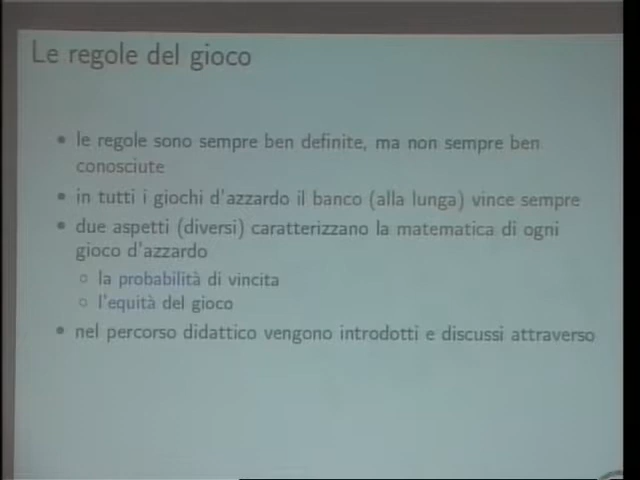 Le regole del gioco
• le regole sono sempre ben definite, ma non sempre ben
conosciute
• in tutti i giochi d'azzardo il banco (alla lunga) vince sempre
• due aspetti (diversi) caratterizzano la matematica di ogni
gioco d'azzardo
○ la probabilità di vincita
○ l'equità del gioco
• nel percorso didattico vengono introdotti e discussi attraverso